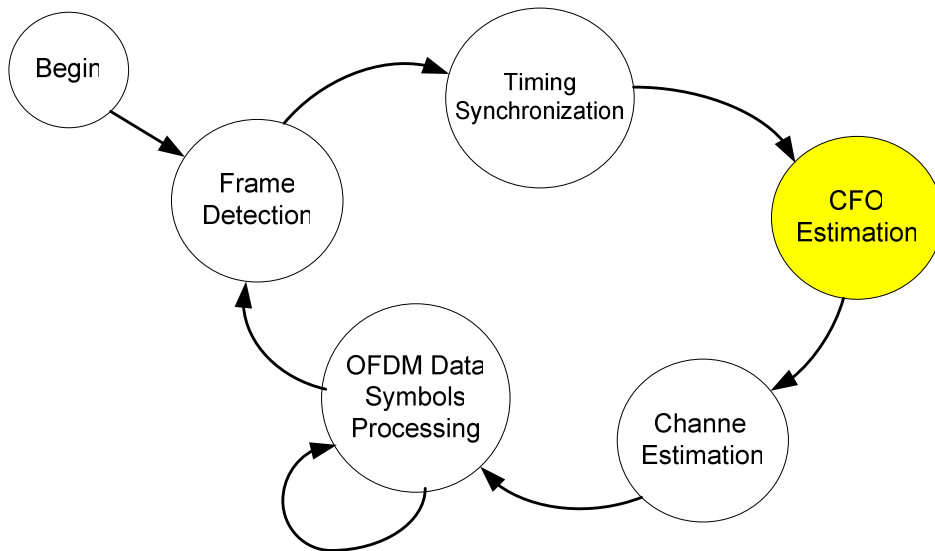 Begin
Timing
Synchronization
Frame
Detection
CFO
Estimation
OFDM Data
Symbols
Processing
Channe
Estimation